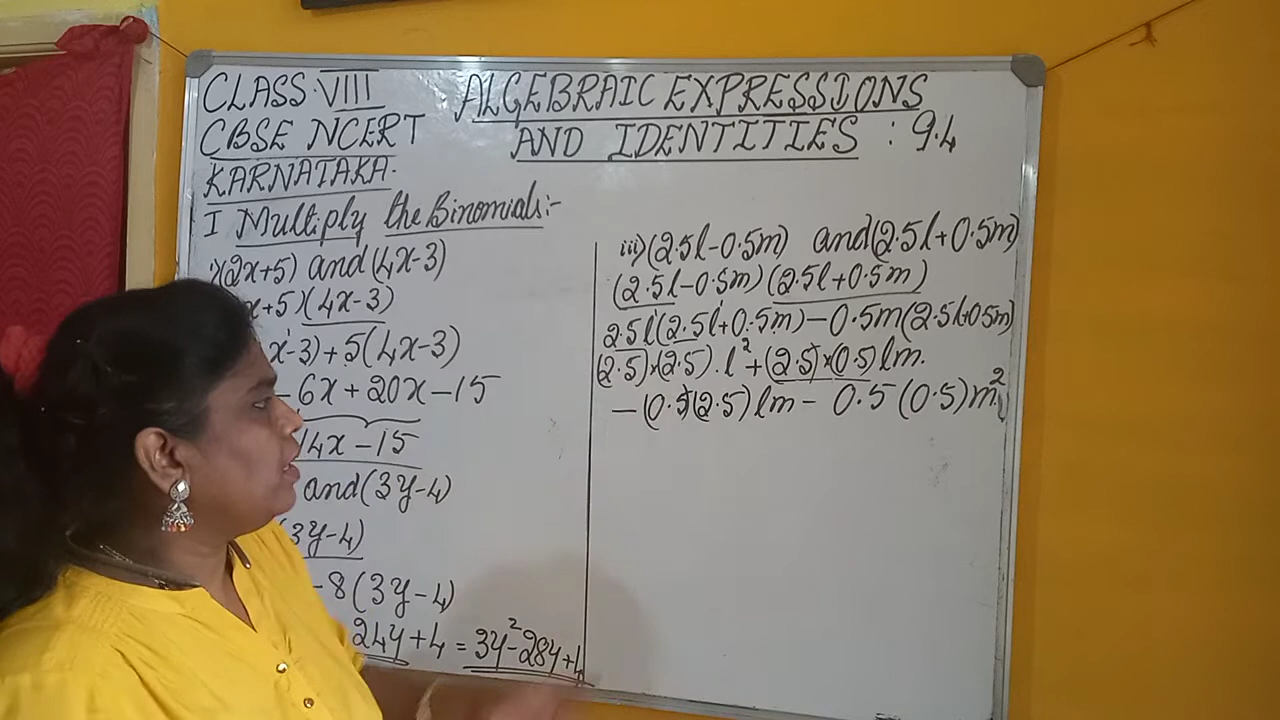 CLASS VIII
CBSE NCERT
KARNATAKA.
ALGEBRAIC EXPRESSIONS
AND IDENTITIES : 9.4
I Multiply the Binomials:-
i)(2x+5) and (4x-3)
x+5)(4x-3)
x-3)+5(4x-3)
- 6x + 20x - 15
14x - 15
and (3y-4)
(3y-4)
-8(3y-4)
24y+4 = 3y²-28y+4
iii)(2.5l-0.5m) and (2.5l+0.5m)
(2.5l-0.5m)(2.5l+0.5m)
2.5l(2.5l+0.5m)-0.5m(2.5l+0.5m)
(2.5)×(2.5).l²+(2.5)×(0.5)lm.
-(0.5)(2.5)lm - 0.5(0.5)m²